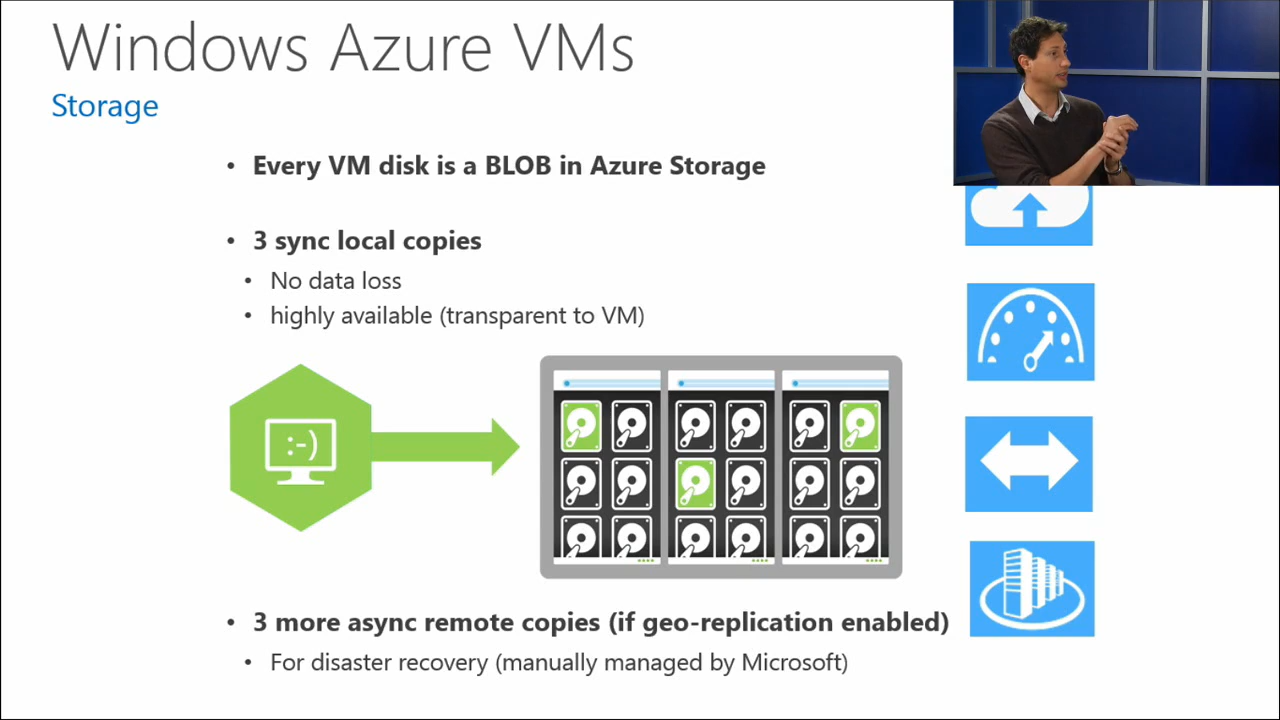 Windows Azure VMs
Storage
• Every VM disk is a BLOB in Azure Storage
• 3 sync local copies
• No data loss
• highly available (transparent to VM)
:-)
• 3 more async remote copies (if geo-replication enabled)
• For disaster recovery (manually managed by Microsoft)